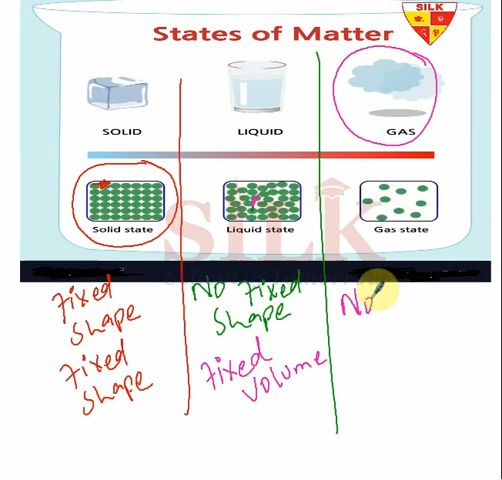 SILK
States of Matter
SOLID
LIQUID
GAS
Solid state
Liquid state
Gas state
SILK
Fixed
Shape
Fixed
Shape
No Fixed
Shape
Fixed
Volume
No